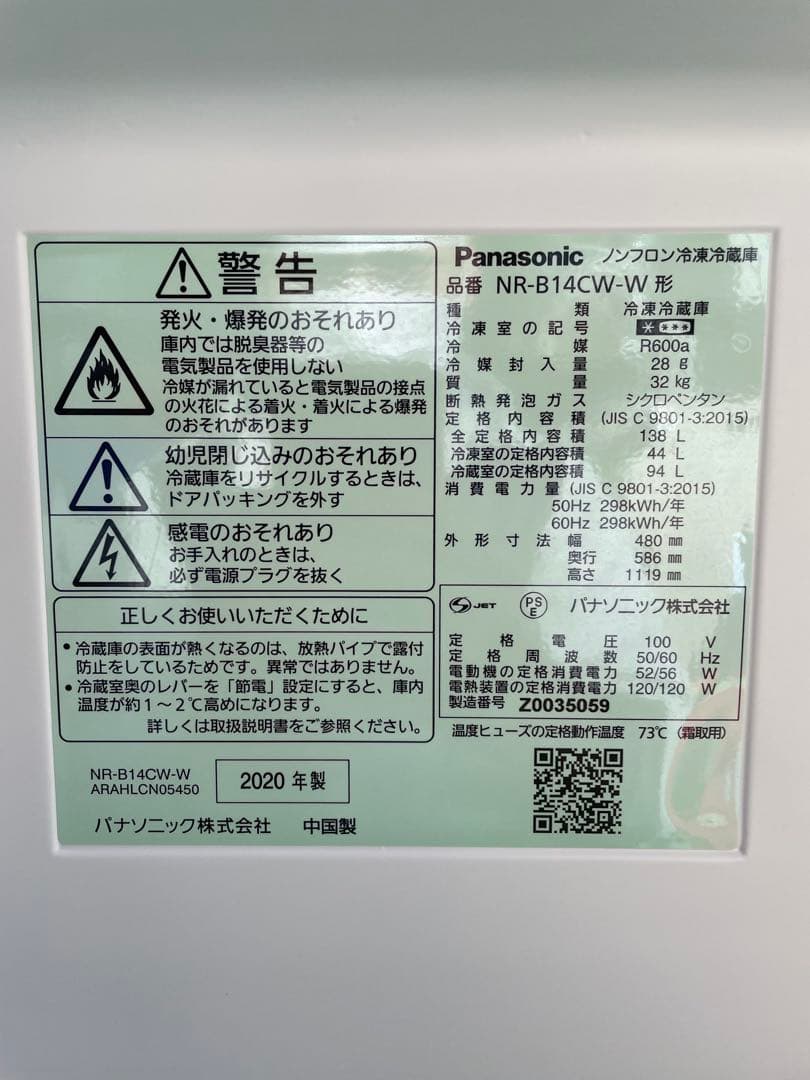 警告
発火・爆発のおそれあり
庫内では脱臭器等の
電気製品を使用しない
冷媒が漏れていると電気製品の接点
の火花による着火・着火による爆発
のおそれがあります
幼児閉じ込みのおそれあり
冷蔵庫をリサイクルするときは、
ドアパッキングを外す
感電のおそれあり
お手入れのときは、
必ず電源プラグを抜く
正しくお使いいただくために
・冷蔵庫の表面が熱くなるのは、放熱パイプで露付
防止をしているためです。異常ではありません。
・冷蔵室奥のレバーを「節電」設定にすると、庫内
温度が約1〜2℃高めになります。
詳しくは取扱説明書をご参照ください。
NR-B14CW-W
ARAHLCN05450
2020 年製
パナソニック株式会社 中国製
Panasonic ノンフロン冷凍冷蔵庫
品番 NR-B14CW-W 形
種類 冷凍冷蔵庫
冷凍室の記号 * ***
冷媒 R600a
冷媒封入量 28 g
質量 32 kg
断熱発泡ガス シクロペンタン
定格内容積 (JIS C 9801-3:2015)
全定格内容積 138 L
冷凍室の定格内容積 44 L
冷蔵室の定格内容積 94 L
消費電力量 (JIS C 9801-3:2015)
50Hz 298kWh/年
60Hz 298kWh/年
外形寸法 幅 480 mm
奥行 586 mm
高さ 1119 mm
S JET PS E パナソニック株式会社
定格電圧 100 V
定格周波数 50/60 Hz
電動機の定格消費電力 52/56 W
電熱装置の定格消費電力 120/120 W
製造番号 Z0035059
温度ヒューズの定格動作温度 73℃ (霜取用)